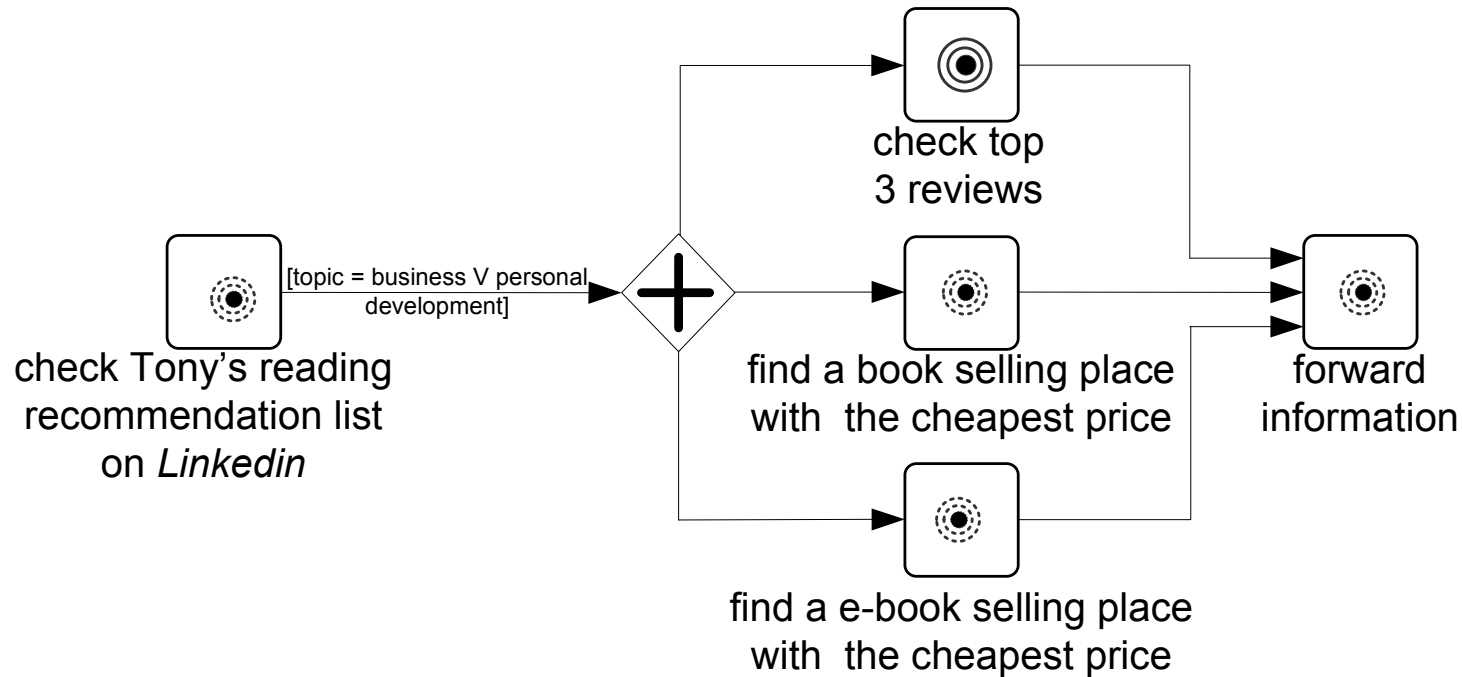 check top
3 reviews
[topic = business V personal
development]
check Tony's reading
recommendation list
on Linkedin
find a book selling place
with the cheapest price
forward
information
find a e-book selling place
with the cheapest price